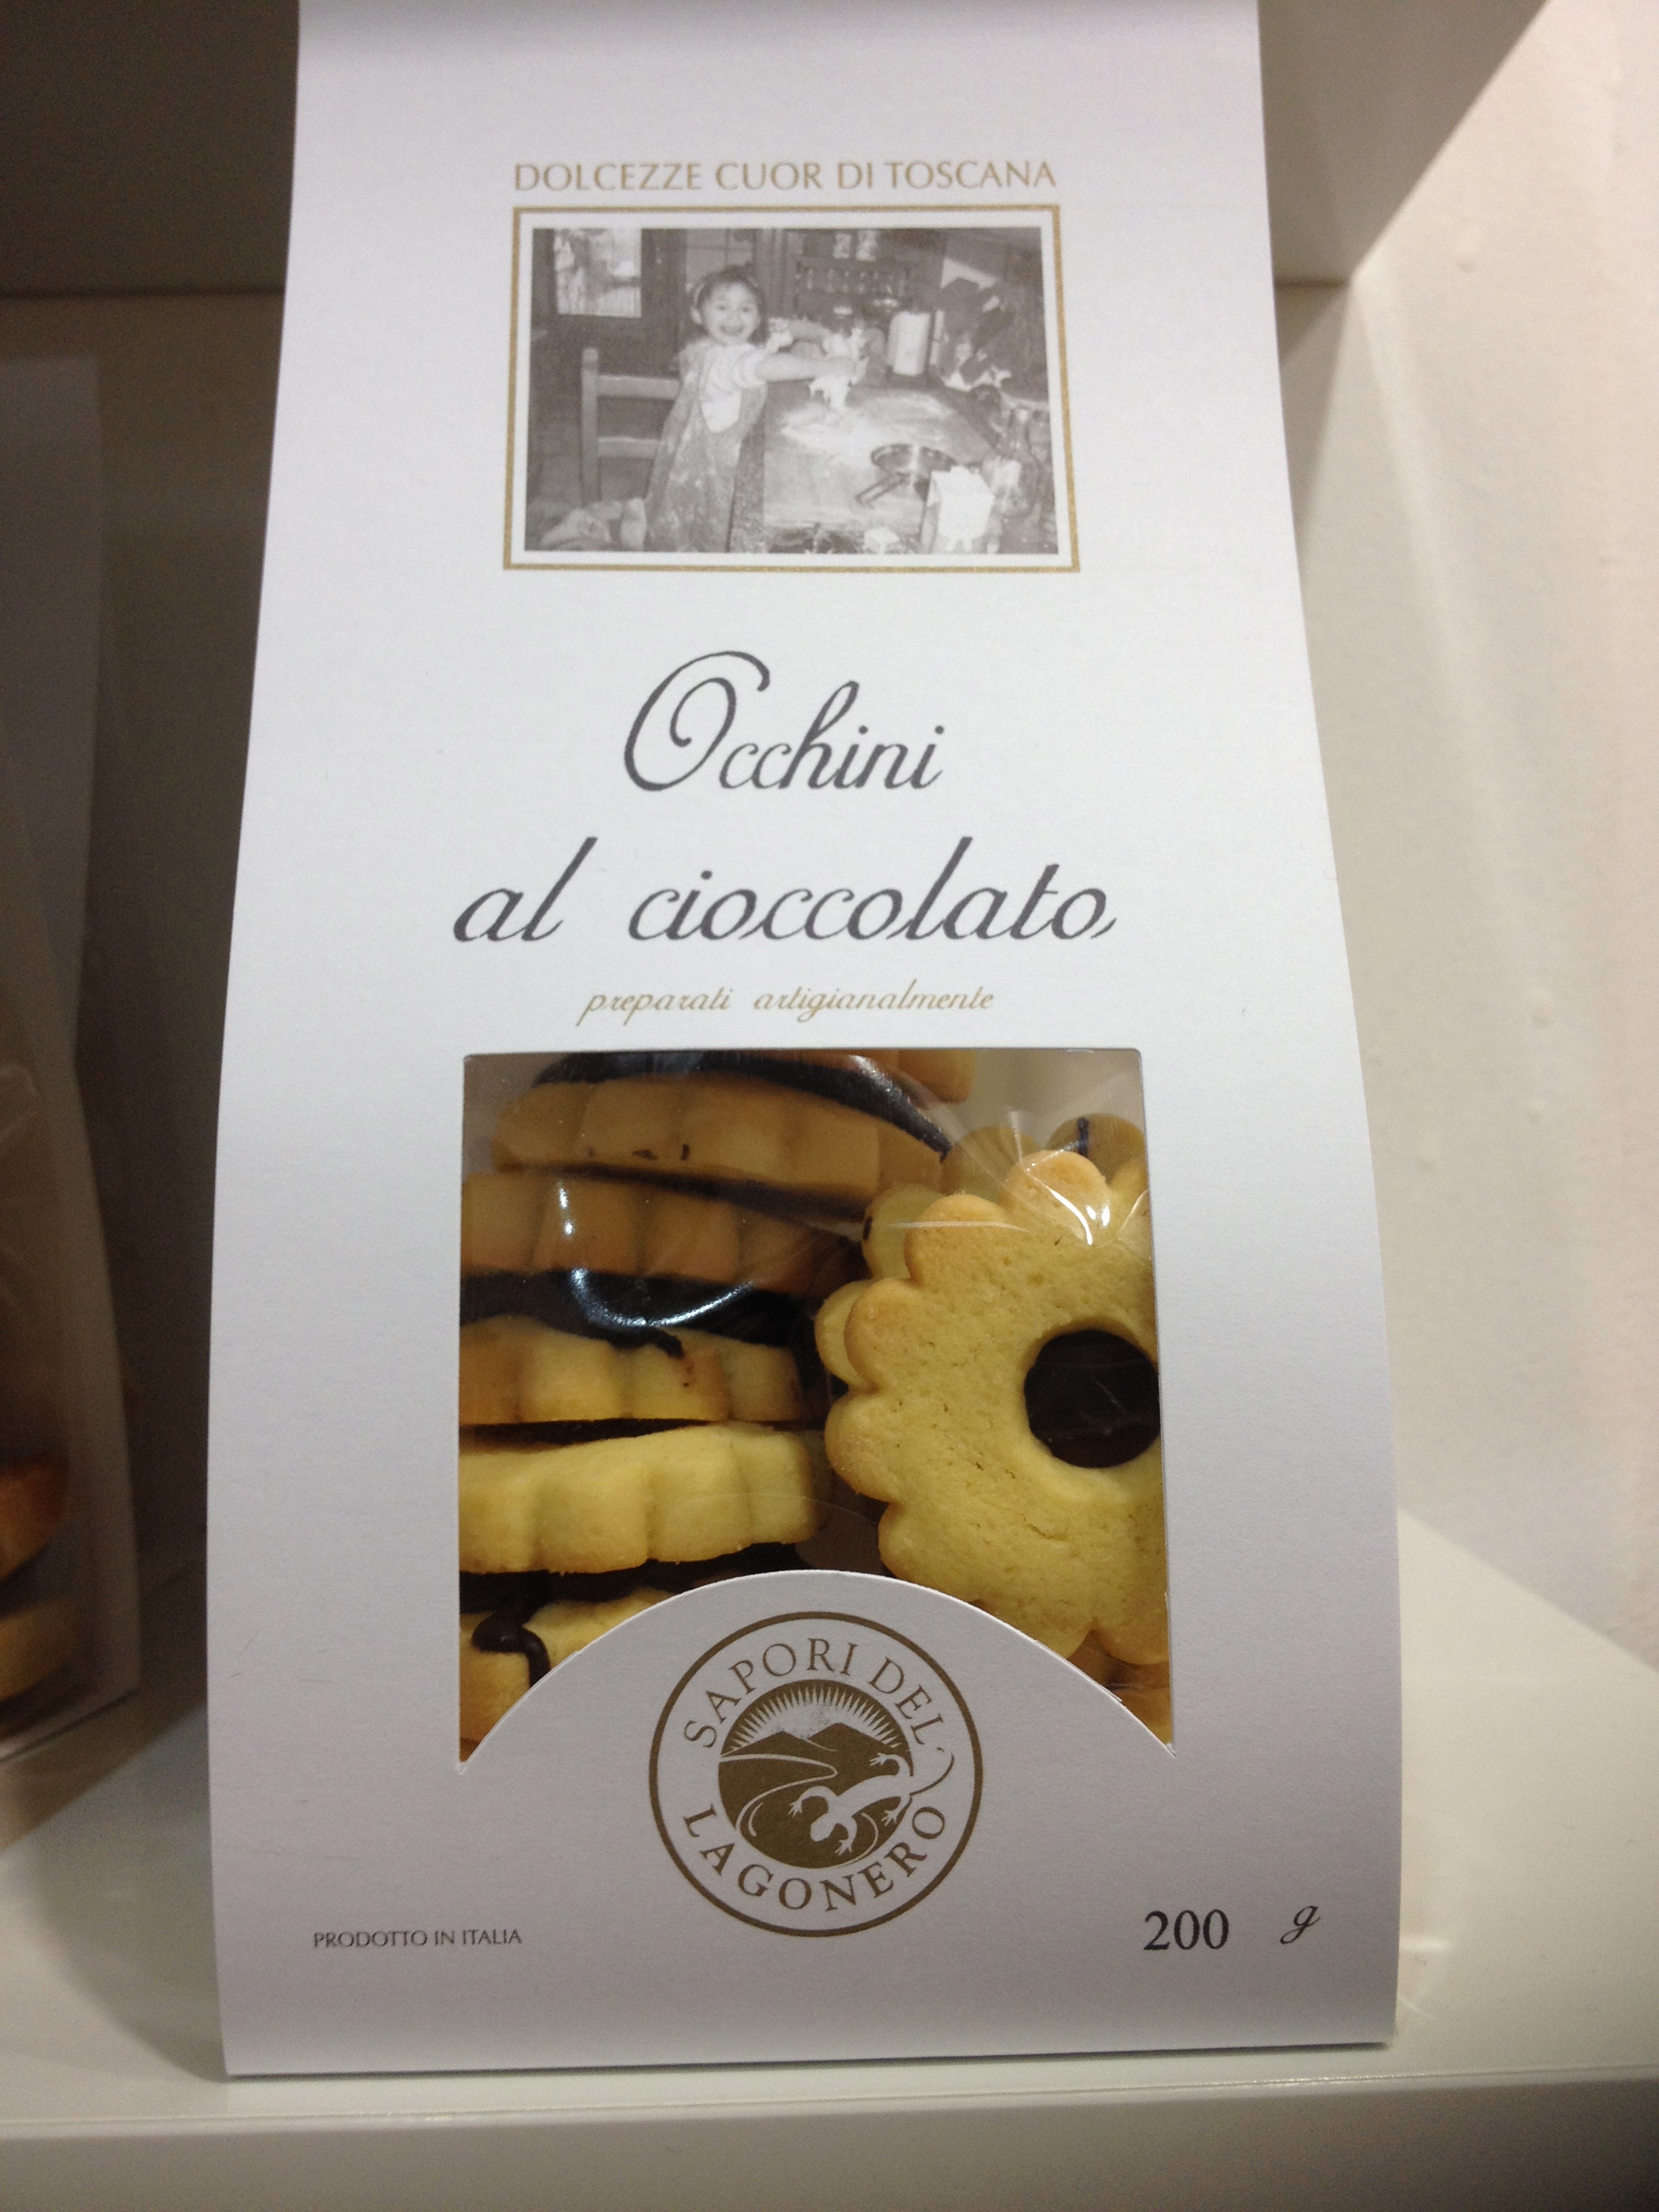 DOLCEZZE CUOR DI TOSCANA
Occhini
al cioccolato
preparati artigianalmente
SAPORI DEL
LAGONERO
PRODOTTO IN ITALIA
200 g